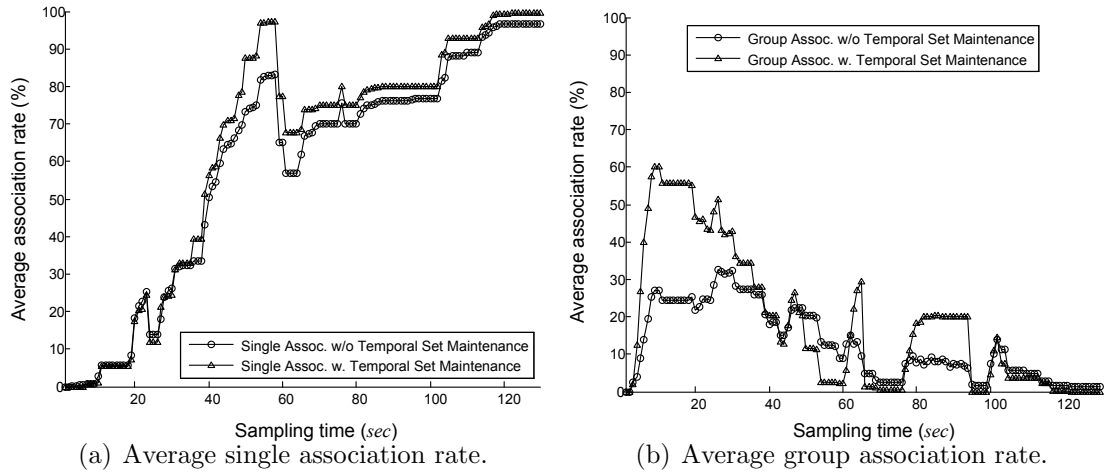 100
90
80
70
60
50
40
30
20
10
0
20 40 60 80 100 120
Average association rate (%)
Sampling time (sec)
Single Assoc. w/o Temporal Set Maintenance
Single Assoc. w. Temporal Set Maintenance
(a) Average single association rate.
100
90
80
70
60
50
40
30
20
10
0
20 40 60 80 100 120
Average association rate (%)
Sampling time (sec)
Group Assoc. w/o Temporal Set Maintenance
Group Assoc. w. Temporal Set Maintenance
(b) Average group association rate.